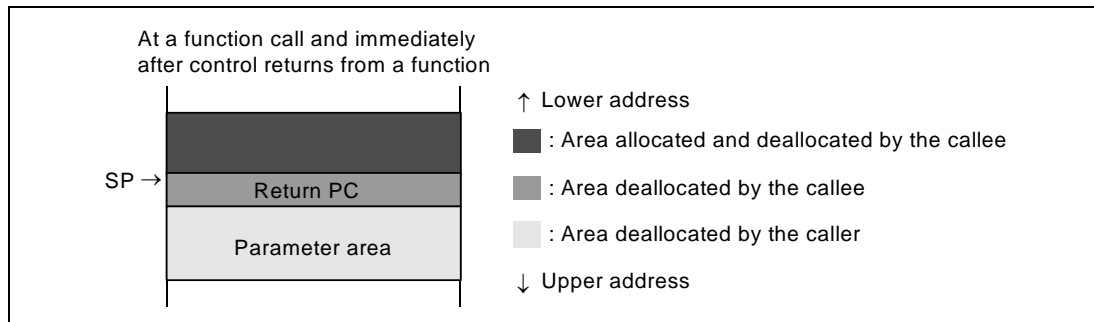 At a function call and immediately
after control returns from a function
SP →
Return PC
Parameter area
↑ Lower address
: Area allocated and deallocated by the callee
: Area deallocated by the callee
: Area deallocated by the caller
↓ Upper address